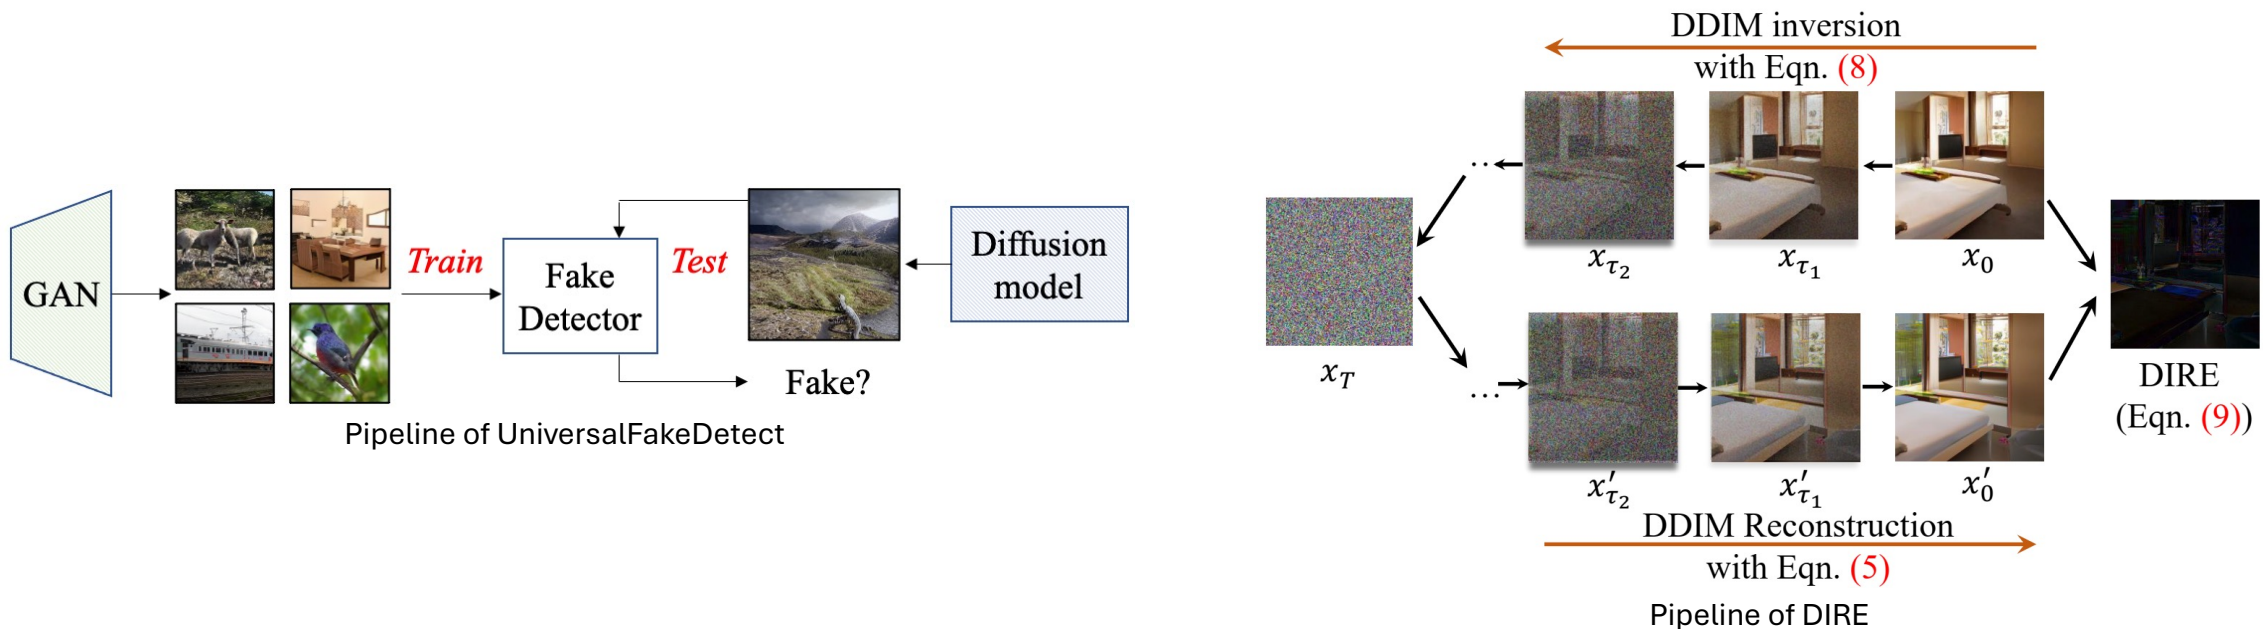 GAN
Train
Fake
Detector
Test
Diffusion
model
Fake?
Pipeline of UniversalFakeDetect
DDIM inversion
with Eqn. (8)
x_{τ_2}
x_{τ_1}
x_0
x_T
DIRE
(Eqn. (9))
x'_{τ_2}
x'_{τ_1}
x'_0
DDIM Reconstruction
with Eqn. (5)
Pipeline of DIRE